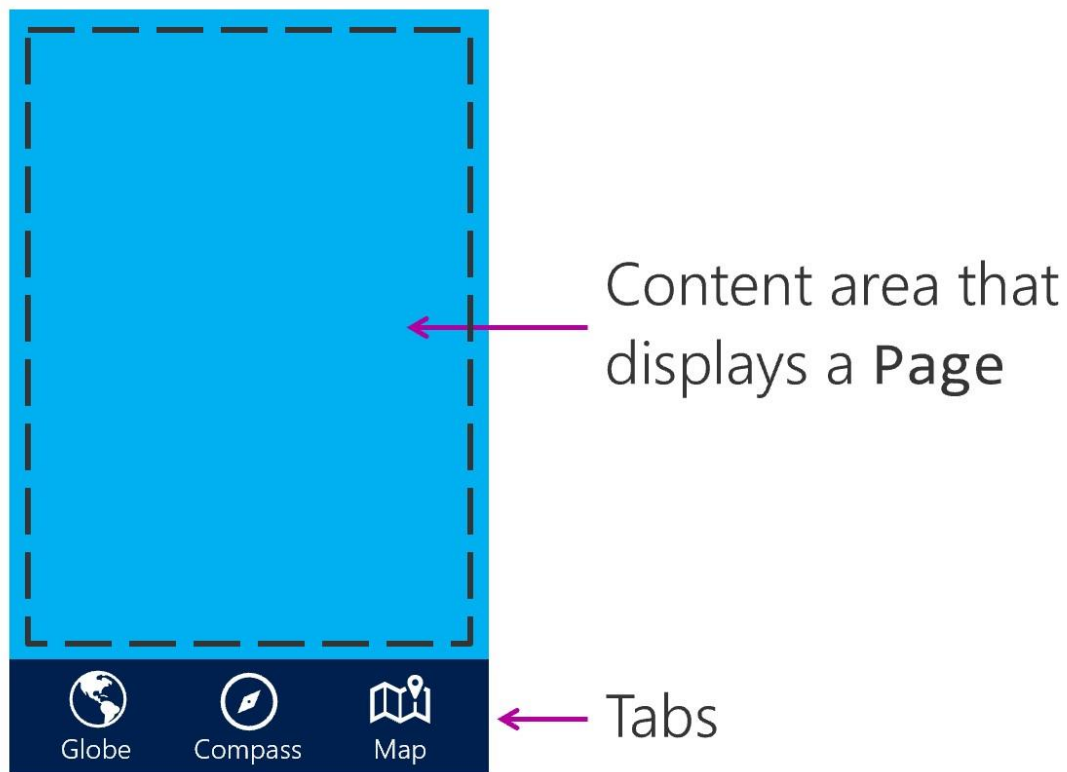 Content area that
displays a Page
Globe
Compass
Map
Tabs